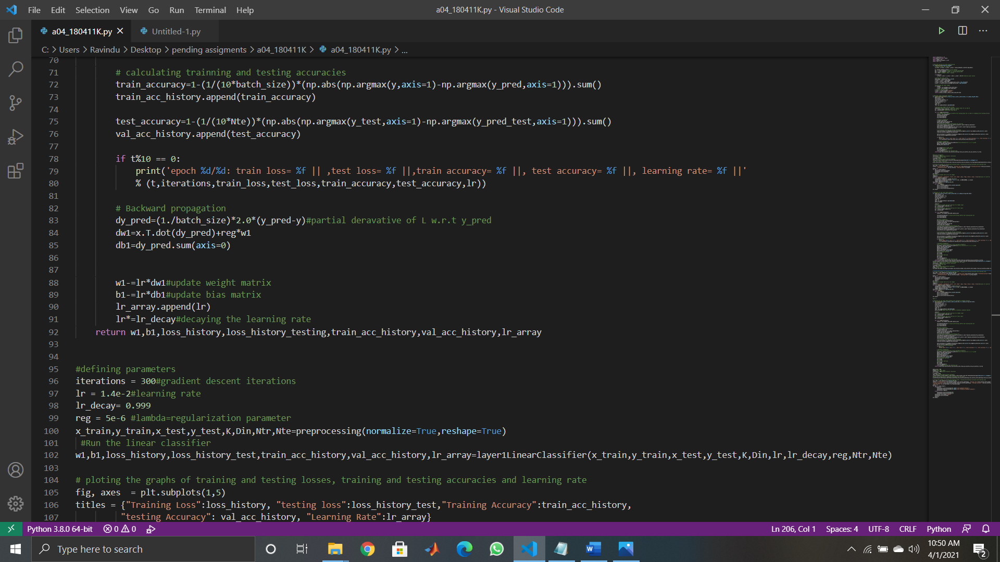 File Edit Selection View Go Run Terminal Help
a04_180411K.py - Visual Studio Code
a04_180411K.py
Untitled-1.py
C: > Users > Ravindu > Desktop > pending assigments > a04_180411K > a04_180411K.py > ...
70
71 # calculating trainning and testing accuracies
72 train_accuracy=1-(1/(10*batch_size))*(np.abs(np.argmax(y,axis=1)-np.argmax(y_pred,axis=1))).sum()
73 train_acc_history.append(train_accuracy)
74
75 test_accuracy=1-(1/(10*Nte))*(np.abs(np.argmax(y_test,axis=1)-np.argmax(y_pred_test,axis=1))).sum()
76 val_acc_history.append(test_accuracy)
77
78 if t%10 == 0:
79 print('epoch %d/%d: train loss= %f || ,test loss= %f ||,train accuracy= %f ||, test accuracy= %f ||, learning rate= %f ||'
80 % (t,iterations,train_loss,test_loss,train_accuracy,test_accuracy,lr))
81
82 # Backward propagation
83 dy_pred=(1./batch_size)*2.0*(y_pred-y)#partial deravative of L w.r.t y_pred
84 dw1=x.T.dot(dy_pred)+reg*w1
85 db1=dy_pred.sum(axis=0)
86
87
88 w1-=lr*dw1#update weight matrix
89 b1-=lr*db1#update bias matrix
90 lr_array.append(lr)
91 lr*=lr_decay#decaying the learning rate
92 return w1,b1,loss_history,loss_history_testing,train_acc_history,val_acc_history,lr_array
93
94
95 #defining parameters
96 iterations = 300#gradient descent iterations
97 lr = 1.4e-2#learning rate
98 lr_decay= 0.999
99 reg = 5e-6 #lambda=regularization parameter
100 x_train,y_train,x_test,y_test,K,Din,Ntr,Nte=preprocessing(normalize=True,reshape=True)
101 #Run the linear classifier
102 w1,b1,loss_history,loss_history_test,train_acc_history,val_acc_history,lr_array=layer1LinearClassifier(x_train,y_train,x_test,y_test,K,Din,lr,lr_decay,reg,Ntr,Nte)
103
104 # ploting the graphs of training and testing losses, training and testing accuracies and learning rate
105 fig, axes  = plt.subplots(1,5)
106 titles = {"Training Loss":loss_history, "testing loss":loss_history_test,"Training Accuracy":train_acc_history,
107 "testing Accuracy": val_acc_history, "Learning Rate":lr_array}
Python 3.8.0 64-bit 0 0 Ln 206, Col 1 Spaces: 4 UTF-8 CRLF Python
Type here to search
10:50 AM
4/1/2021
2